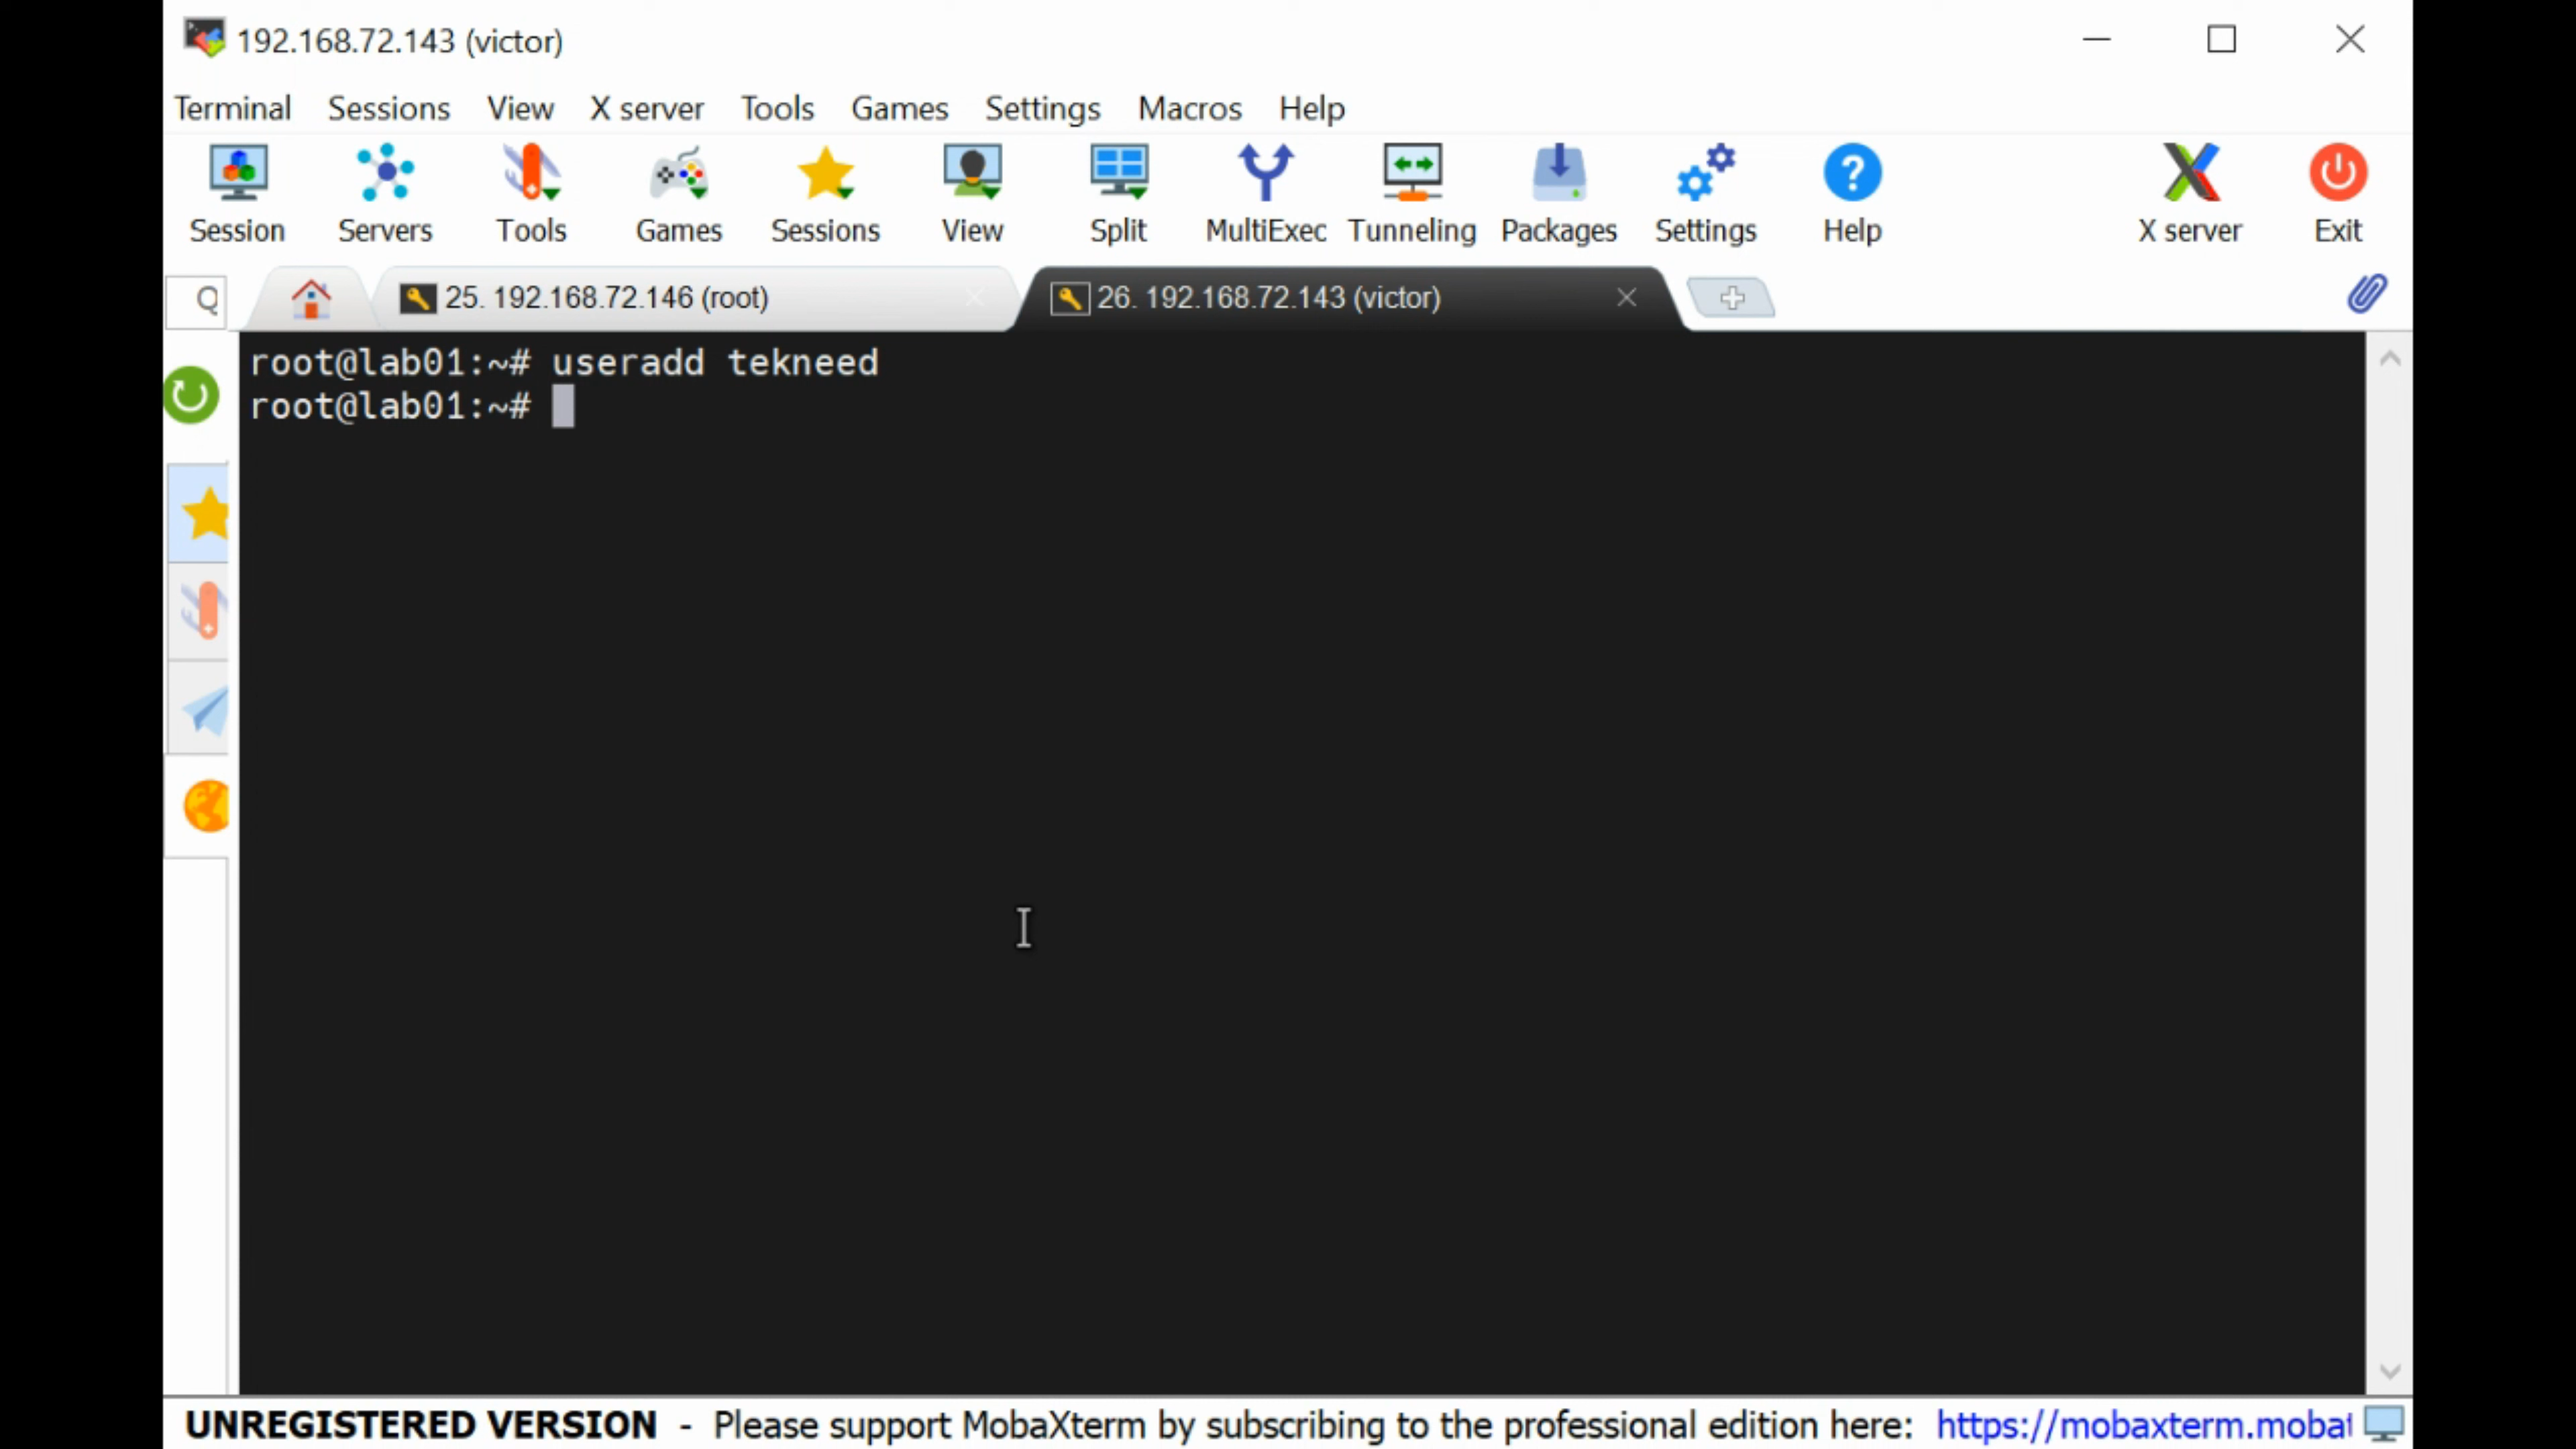 192.168.72.143 (victor)
Terminal Sessions View X server Tools Games Settings Macros Help
Session Servers Tools Games Sessions View Split MultiExec Tunneling Packages Settings Help X server Exit
25. 192.168.72.146 (root) 26. 192.168.72.143 (victor)
root@lab01:~# useradd tekneed
root@lab01:~#
UNREGISTERED VERSION - Please support MobaXterm by subscribing to the professional edition here: https://mobaxterm.moba